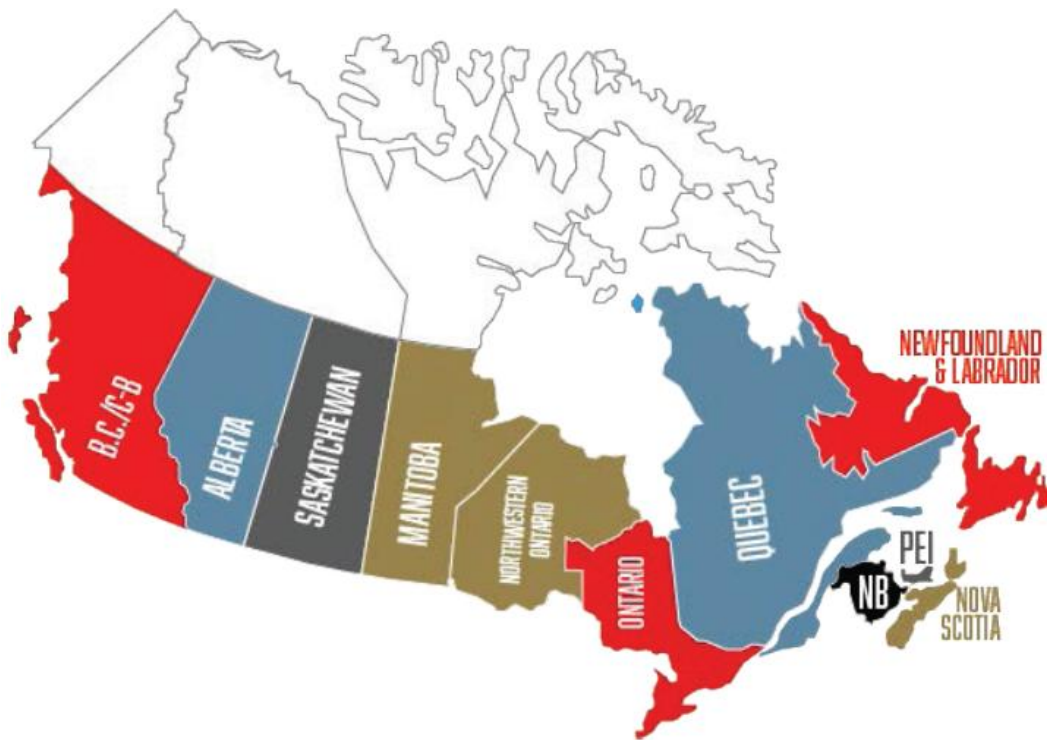 B.C./C-B
ALBERTA
SASKATCHEWAN
MANITOBA
NORTHWESTERN
ONTARIO
ONTARIO
QUEBEC
NEWFOUNDLAND
& LABRADOR
PEI
NB
NOVA
SCOTIA